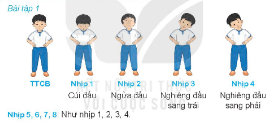 Bài tập 1
TTCB Nhịp 1 Nhịp 2 Nhịp 3 Nhịp 4
Cúi đầu Ngửa đầu Nghiêng đầu sang trái Nghiêng đầu sang phải
Nhịp 5, 6, 7, 8 Như nhịp 1, 2, 3, 4.